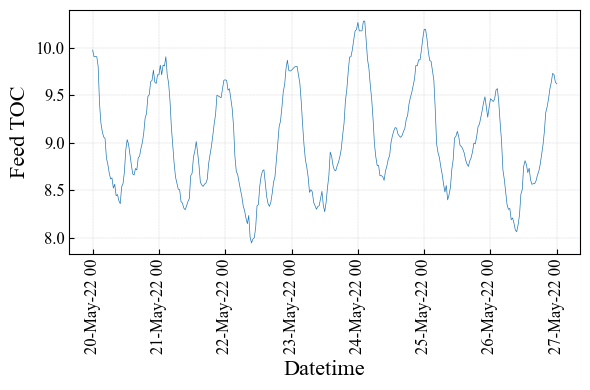 10.0
9.5
9.0
8.5
8.0
Feed TOC
20-May-22 00
21-May-22 00
22-May-22 00
23-May-22 00
24-May-22 00
25-May-22 00
26-May-22 00
27-May-22 00
Datetime